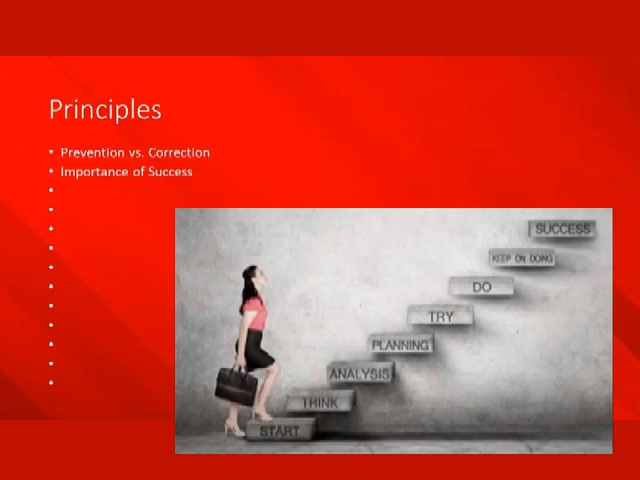 Principles
• Prevention vs. Correction
• Importance of Success
SUCCESS
KEEP ON DOING
DO
TRY
PLANNING
ANALYSIS
THINK
START